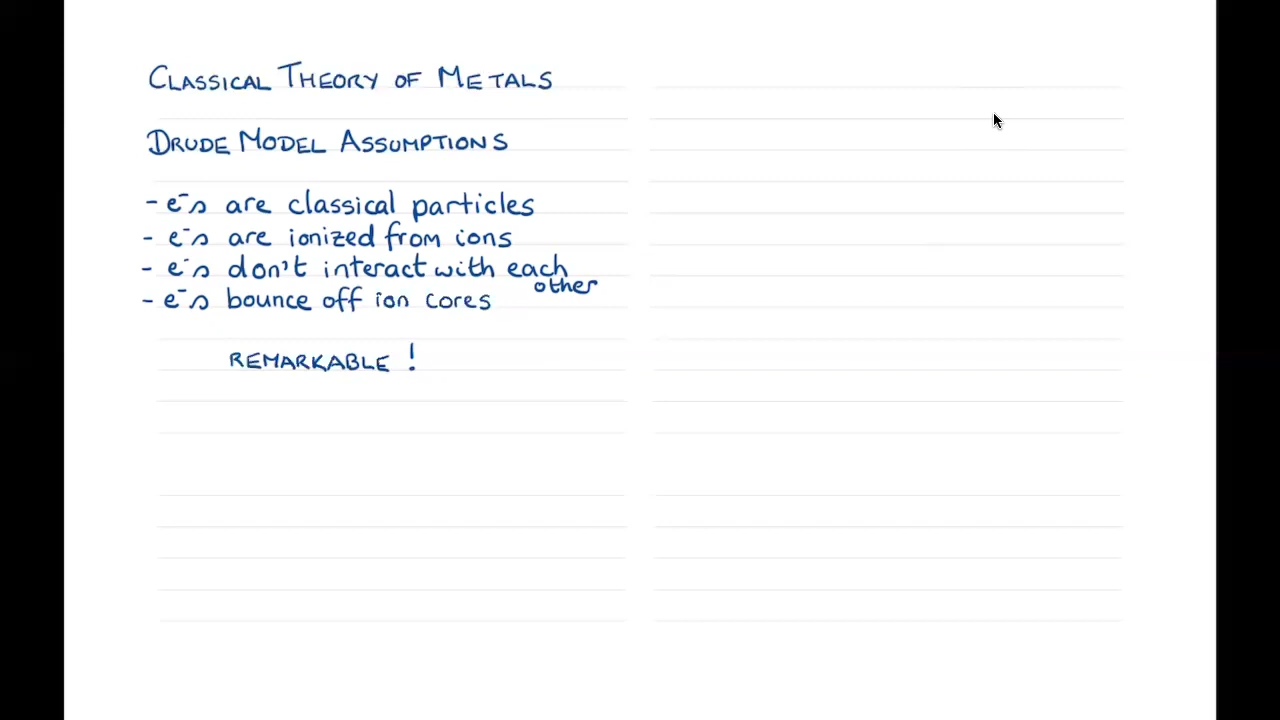 CLASSICAL THEORY OF METALS
DRUDE MODEL ASSUMPTIONS
- e⁻s are classical particles
- e⁻s are ionized from ions
- e⁻s don't interact with each other
- e⁻s bounce off ion cores
REMARKABLE !